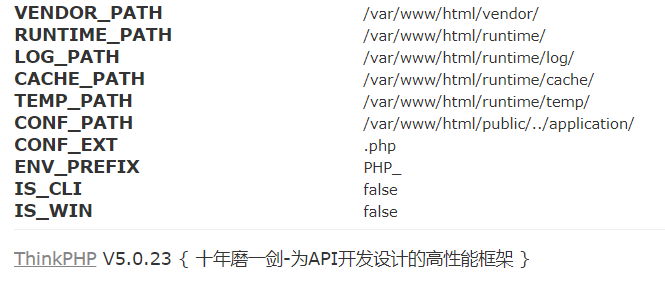 VENDOR_PATH /var/www/html/vendor/
RUNTIME_PATH /var/www/html/runtime/
LOG_PATH /var/www/html/runtime/log/
CACHE_PATH /var/www/html/runtime/cache/
TEMP_PATH /var/www/html/runtime/temp/
CONF_PATH /var/www/html/public/../application/
CONF_EXT .php
ENV_PREFIX PHP_
IS_CLI false
IS_WIN false
ThinkPHP V5.0.23 { 十年磨一剑-为API开发设计的高性能框架 }